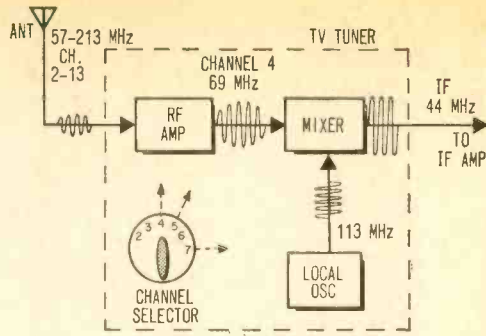 ANT
57-213 MHz
CH.
2-13
TV TUNER
CHANNEL 4
69 MHz
RF
AMP
MIXER
IF
44 MHz
TO
IF AMP
2 3 4 5 6 7
CHANNEL
SELECTOR
113 MHz
LOCAL
OSC